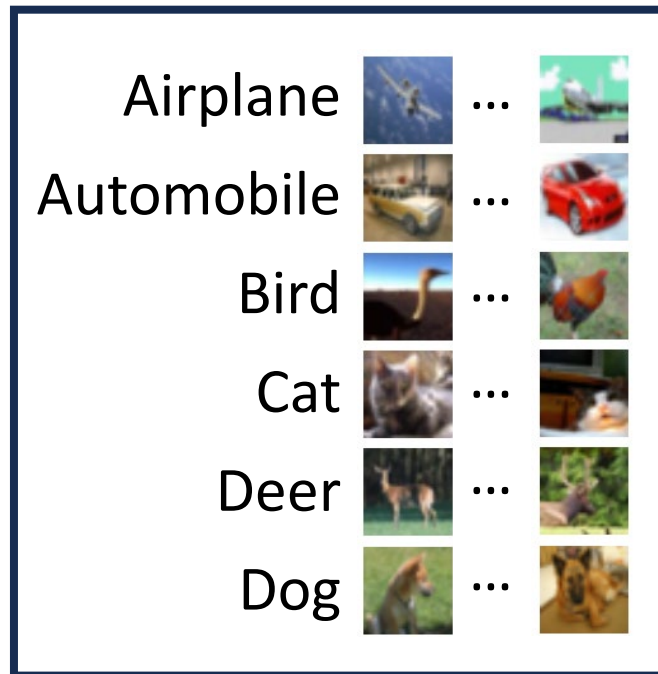 Airplane ...
Automobile ...
Bird ...
Cat ...
Deer ...
Dog ...